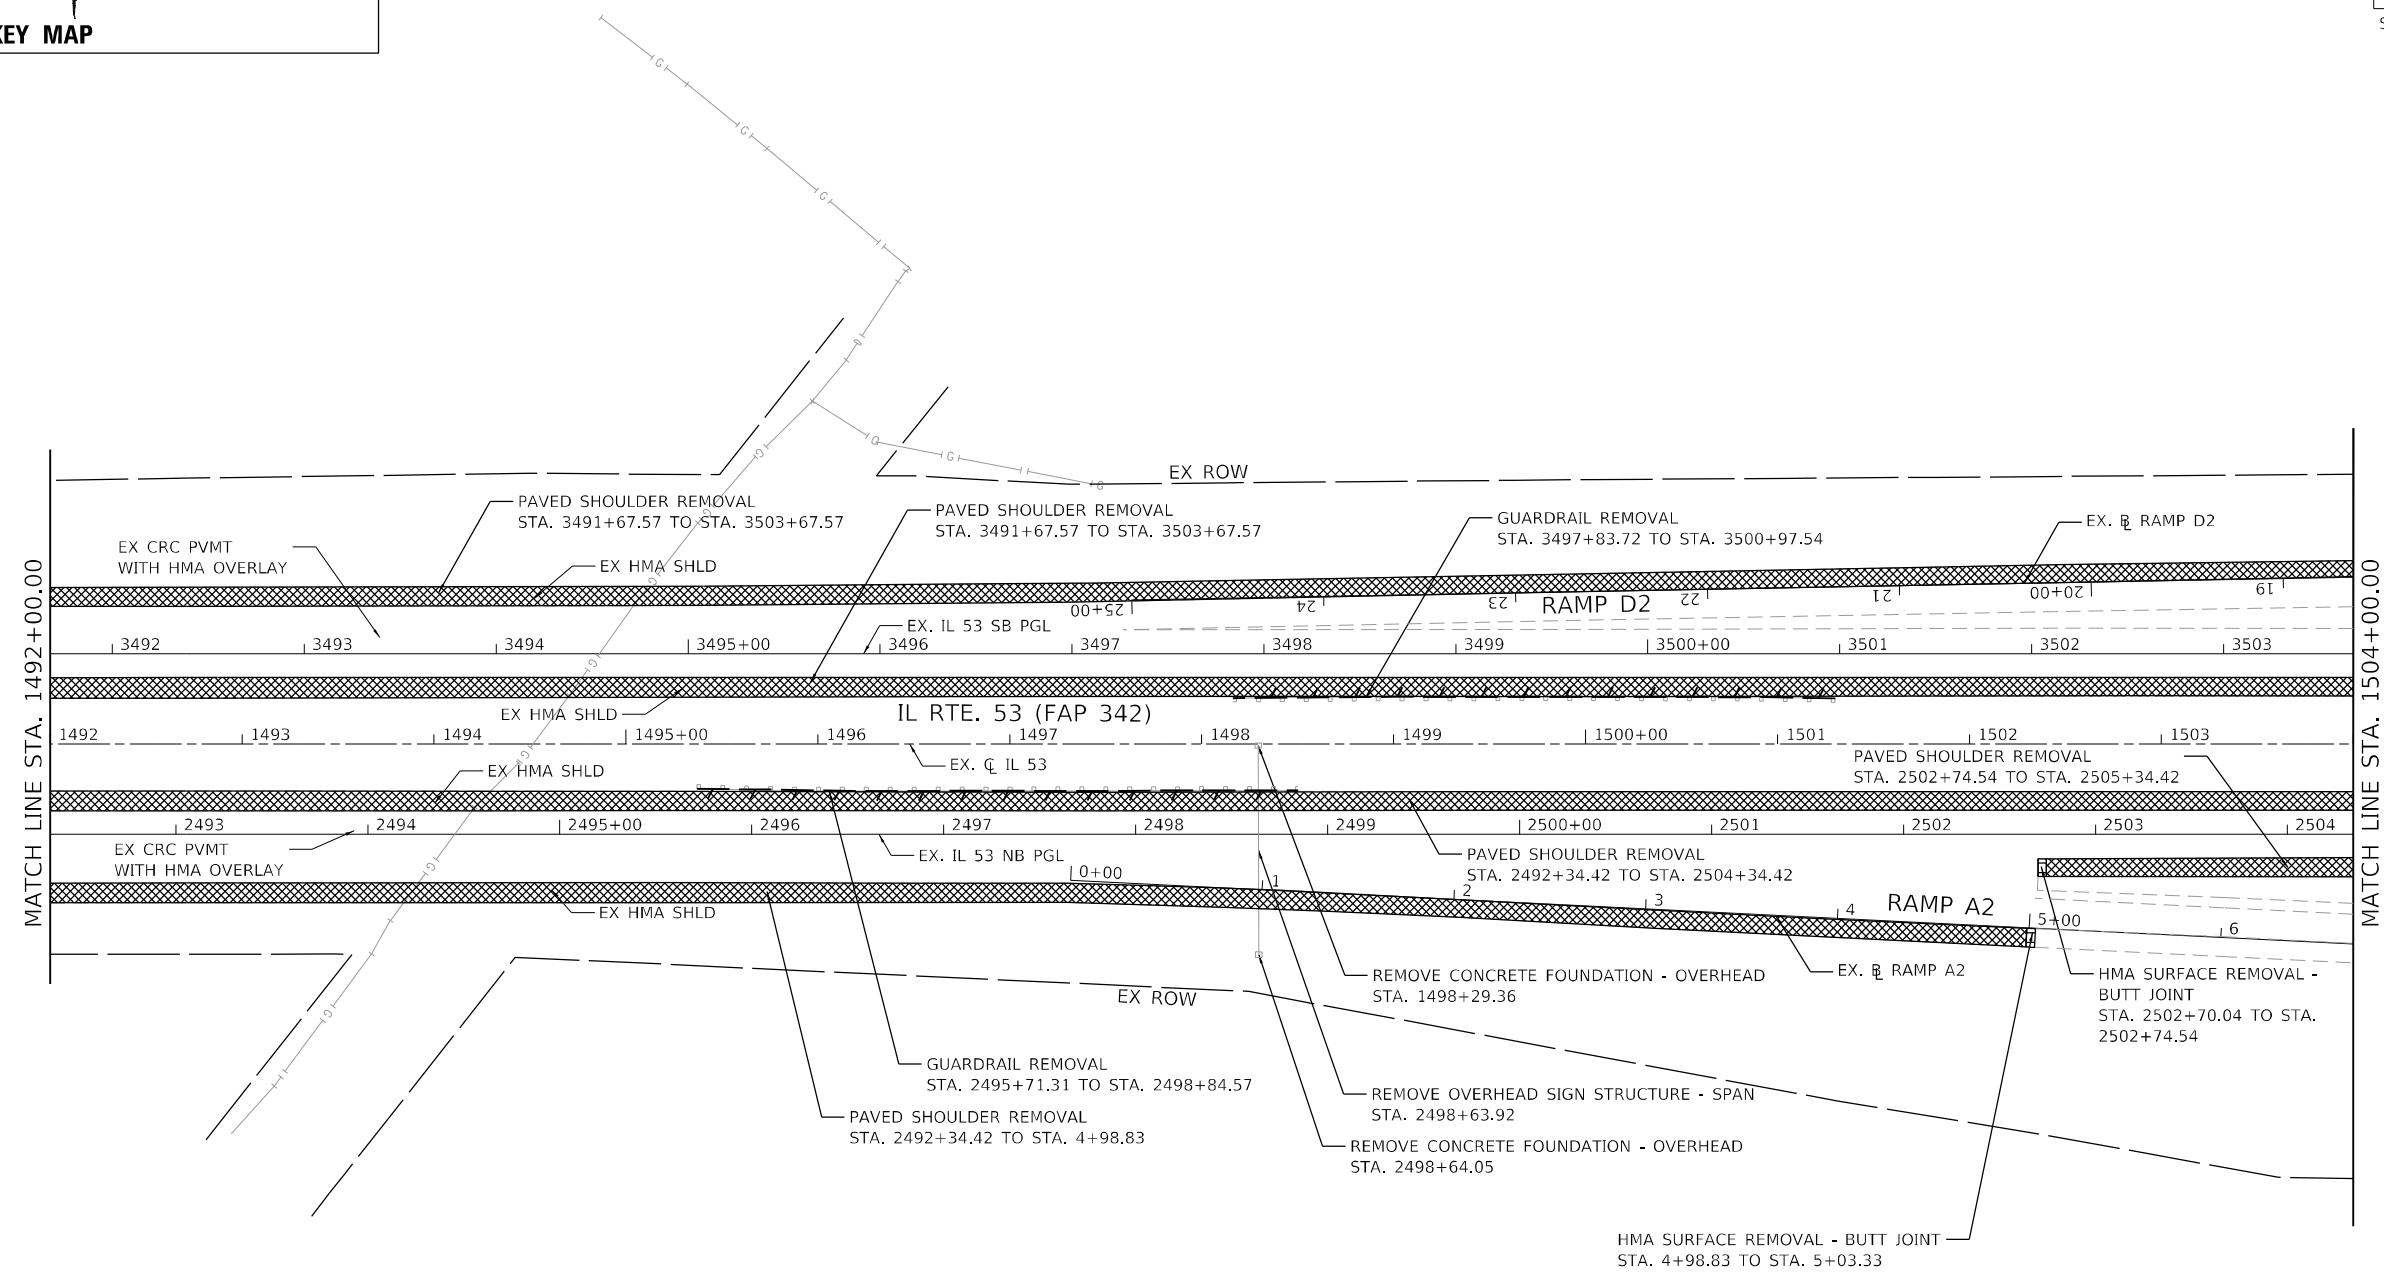 KEY MAP
EX ROW
PAVED SHOULDER REMOVAL
STA. 3491+67.57 TO STA. 3503+67.57
PAVED SHOULDER REMOVAL
STA. 3491+67.57 TO STA. 3503+67.57
GUARDRAIL REMOVAL
STA. 3497+83.72 TO STA. 3500+97.54
EX. BL RAMP D2
EX CRC PVMT
WITH HMA OVERLAY
EX HMA SHLD
25+00 24 23 RAMP D2 22 21 20+00 19
EX. IL 53 SB PGL
3492 3493 3494 3495+00 3496 3497 3498 3499 3500+00 3501 3502 3503
MATCH LINE STA. 1492+00.00
MATCH LINE STA. 1504+00.00
EX HMA SHLD
IL RTE. 53 (FAP 342)
1492 1493 1494 1495+00 1496 1497 1498 1499 1500+00 1501 1502 1503
EX. CL IL 53
PAVED SHOULDER REMOVAL
STA. 2502+74.54 TO STA. 2505+34.42
EX HMA SHLD
2493 2494 2495+00 2496 2497 2498 2499 2500+00 2501 2502 2503 2504
EX CRC PVMT
WITH HMA OVERLAY
EX. IL 53 NB PGL
PAVED SHOULDER REMOVAL
STA. 2492+34.42 TO STA. 2504+34.42
0+00 1 2 3 4 RAMP A2 5+00 6
EX HMA SHLD
EX ROW
REMOVE CONCRETE FOUNDATION - OVERHEAD
STA. 1498+29.36
EX. BL RAMP A2
HMA SURFACE REMOVAL -
BUTT JOINT
STA. 2502+70.04 TO STA.
2502+74.54
GUARDRAIL REMOVAL
STA. 2495+71.31 TO STA. 2498+84.57
REMOVE OVERHEAD SIGN STRUCTURE - SPAN
STA. 2498+63.92
PAVED SHOULDER REMOVAL
STA. 2492+34.42 TO STA. 4+98.83
REMOVE CONCRETE FOUNDATION - OVERHEAD
STA. 2498+64.05
HMA SURFACE REMOVAL - BUTT JOINT
STA. 4+98.83 TO STA. 5+03.33